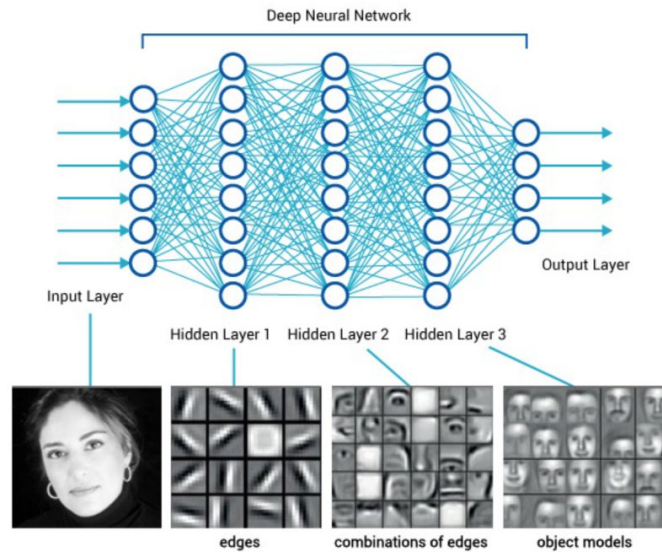 Deep Neural Network
Input Layer
Output Layer
Hidden Layer 1
Hidden Layer 2
Hidden Layer 3
edges
combinations of edges
object models